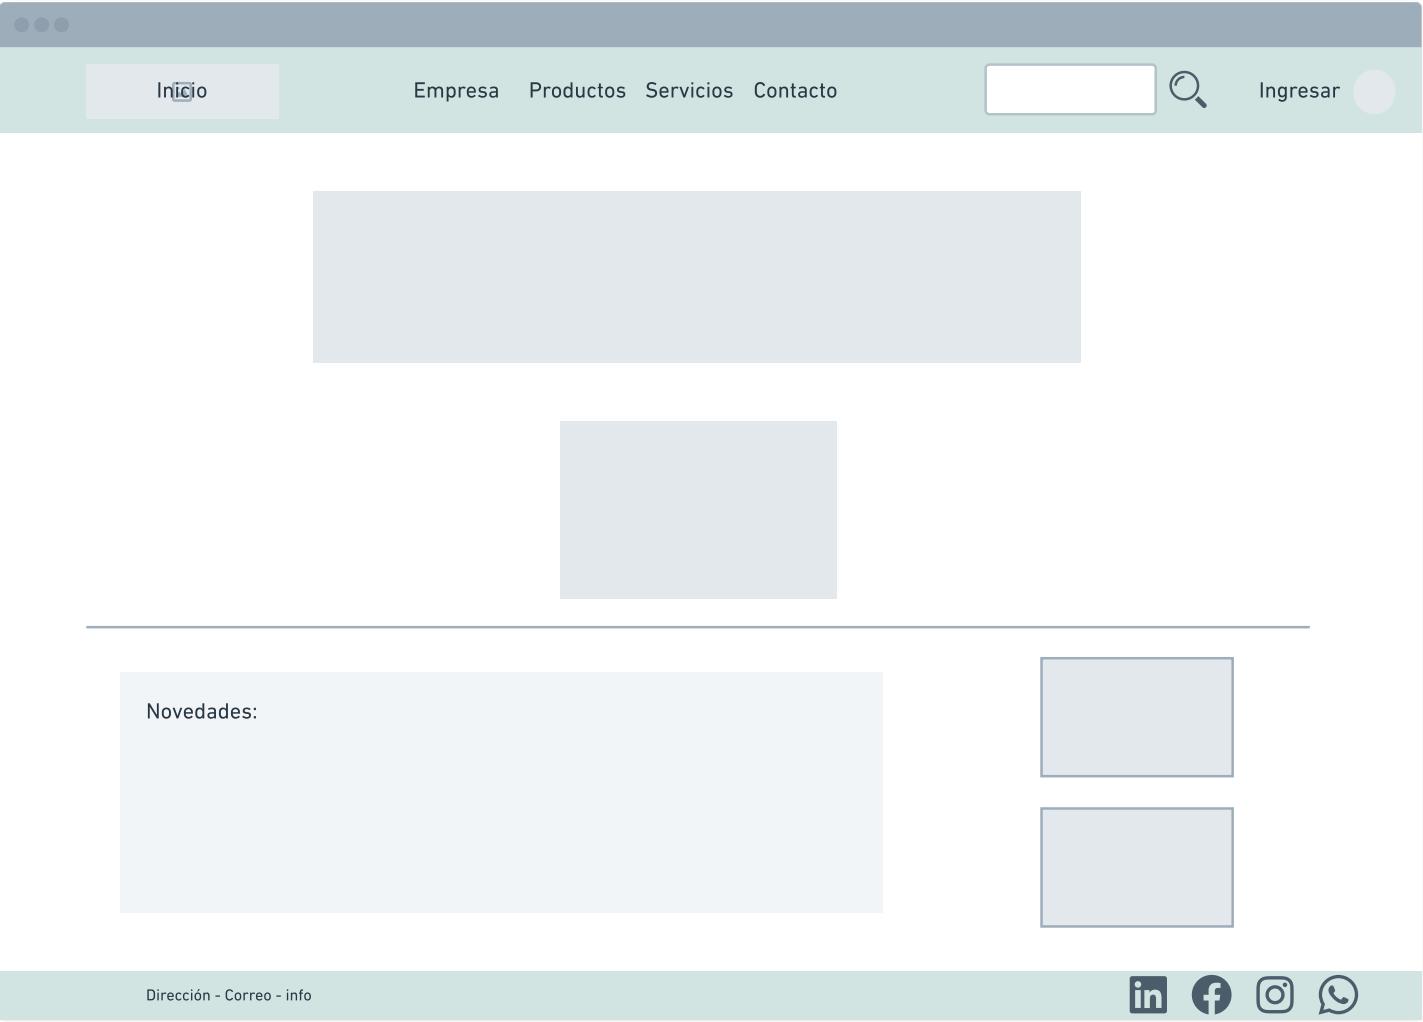 Inicio
Empresa Productos Servicios Contacto
Ingresar
Novedades:
Dirección - Correo - info